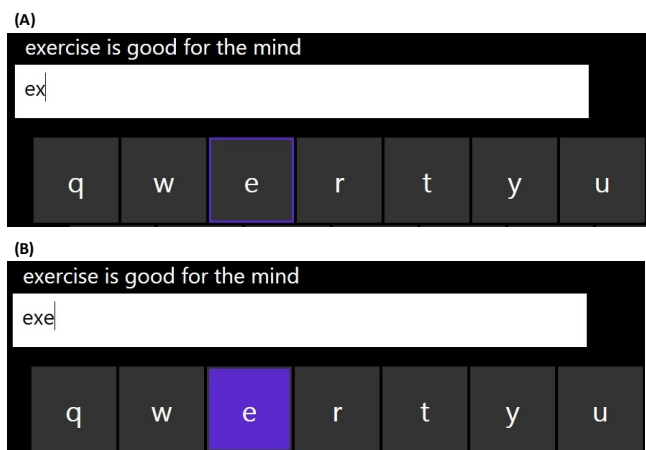 (A)
exercise is good for the mind
ex
q w e r t y u
(B)
exercise is good for the mind
exe
q w e r t y u